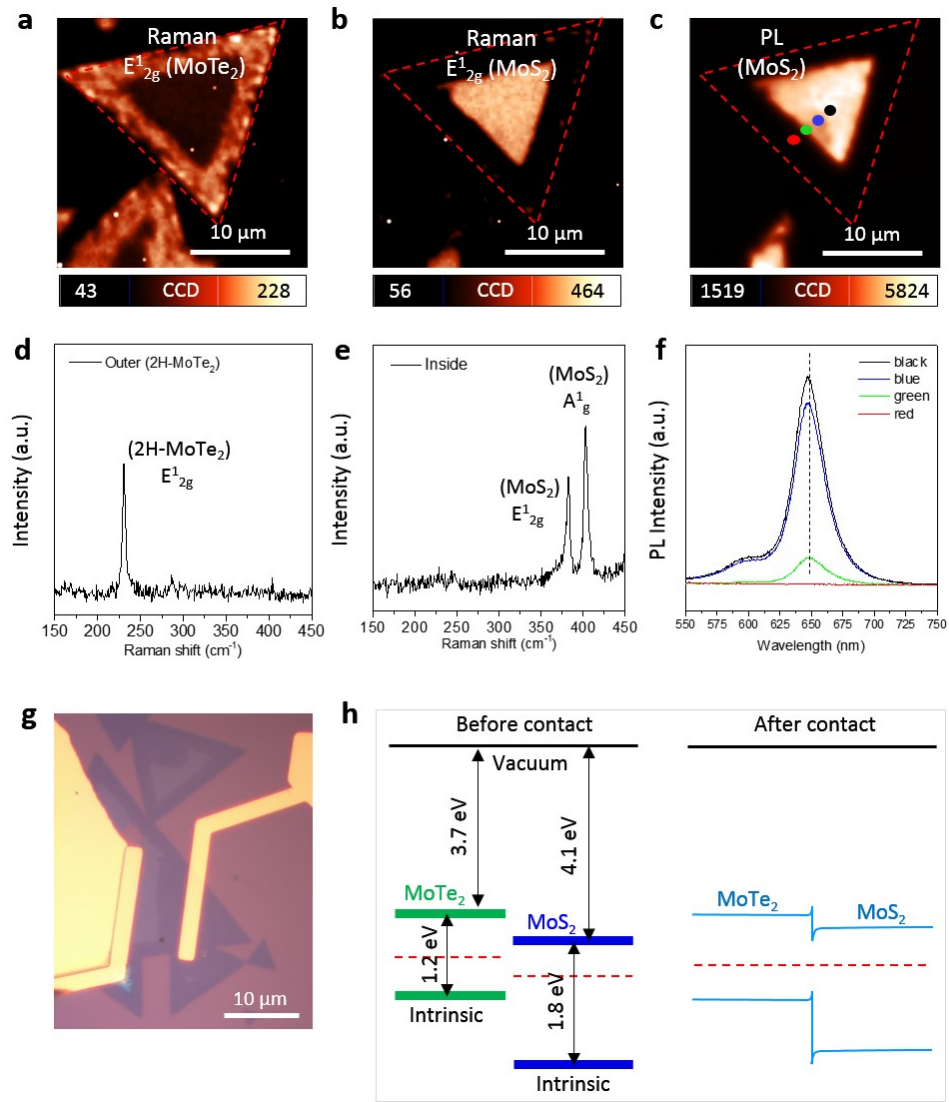 a
Raman
E¹₂g (MoTe₂)
10 µm
43 CCD 228
b
Raman
E¹₂g (MoS₂)
10 µm
56 CCD 464
c
PL
(MoS₂)
10 µm
1519 CCD 5824
d
Outer (2H-MoTe₂)
(2H-MoTe₂)
E¹₂g
Intensity (a.u.)
150 200 250 300 350 400 450
Raman shift (cm⁻¹)
e
Inside
(MoS₂)
A¹g
(MoS₂)
E¹₂g
Intensity (a.u.)
150 200 250 300 350 400 450
Raman shift (cm⁻¹)
f
black
blue
green
red
PL Intensity (a.u.)
550 575 600 625 650 675 700 725 750
Wavelength (nm)
g
10 µm
h
Before contact
After contact
Vacuum
3.7 eV
4.1 eV
MoTe₂
MoS₂
1.2 eV
1.8 eV
Intrinsic
Intrinsic
MoTe₂
MoS₂